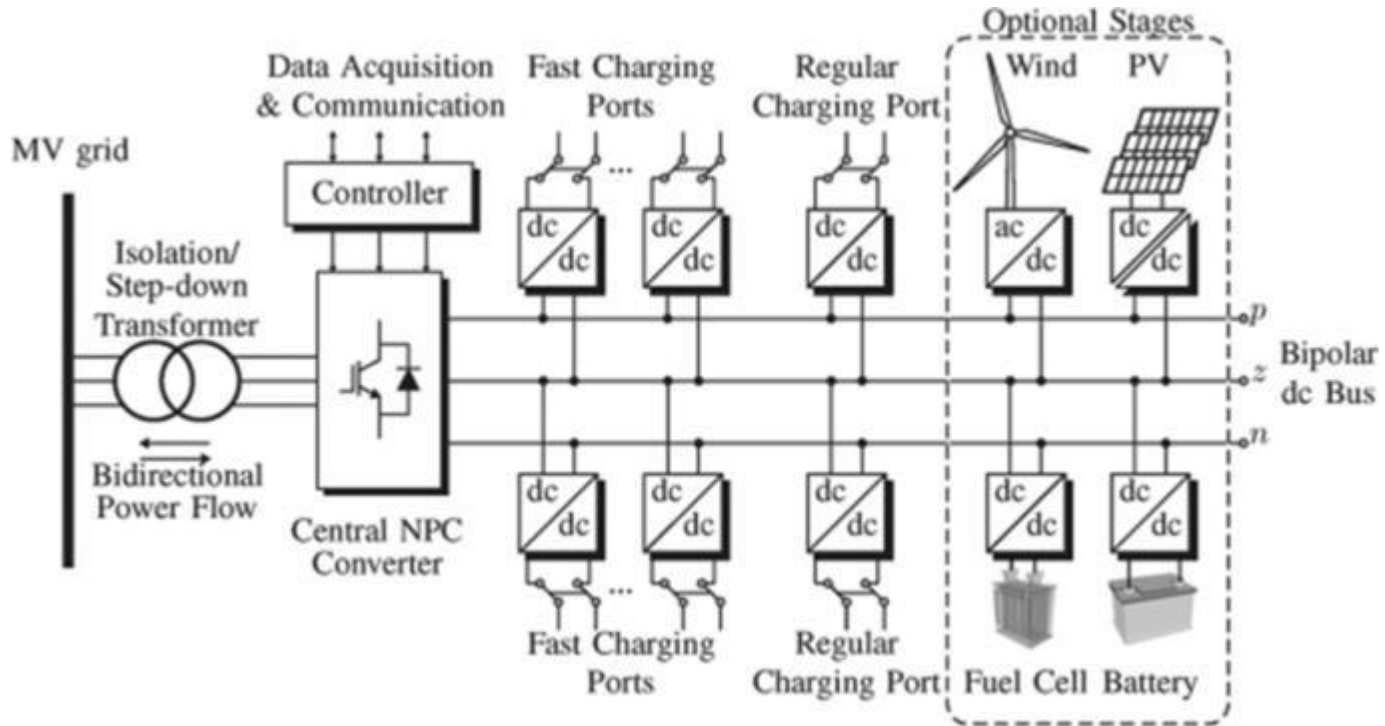 Optional Stages
Data Acquisition
& Communication
Fast Charging
Ports
Regular
Charging Port
Wind
PV
MV grid
Controller
...
dc
dc
dc
dc
dc
dc
ac
dc
dc
dc
Isolation/
Step-down
Transformer
p
z
n
Bipolar
dc Bus
Bidirectional
Power Flow
Central NPC
Converter
dc
dc
dc
dc
dc
dc
dc
dc
dc
dc
...
Fast Charging
Ports
Regular
Charging Port
Fuel Cell
Battery